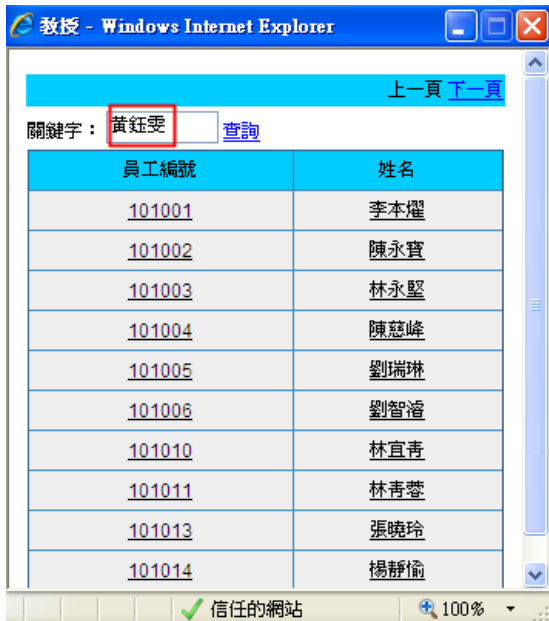 教授 - Windows Internet Explorer
上一頁 下一頁
關鍵字： 黃鈺雯 查詢
員工編號 姓名
101001 李本燿
101002 陳永寶
101003 林永堅
101004 陳慈峰
101005 劉瑞琳
101006 劉智濬
101010 林宜青
101011 林青蓉
101013 張曉玲
101014 楊靜愉
信任的網站 100%